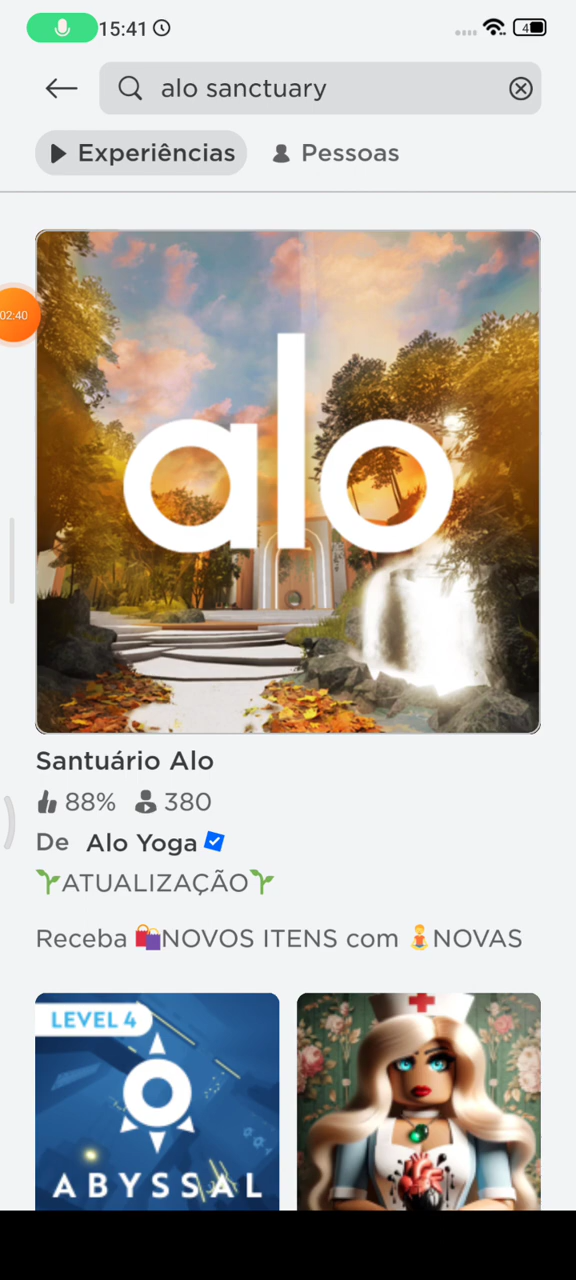 15:41
4
alo sanctuary
Experiências
Pessoas
02:40
alo
Santuário Alo
88% 380
De Alo Yoga
🌱ATUALIZAÇÃO🌱
Receba 🛍️NOVOS ITENS com 🧘NOVAS
LEVEL 4
ABYSSAL